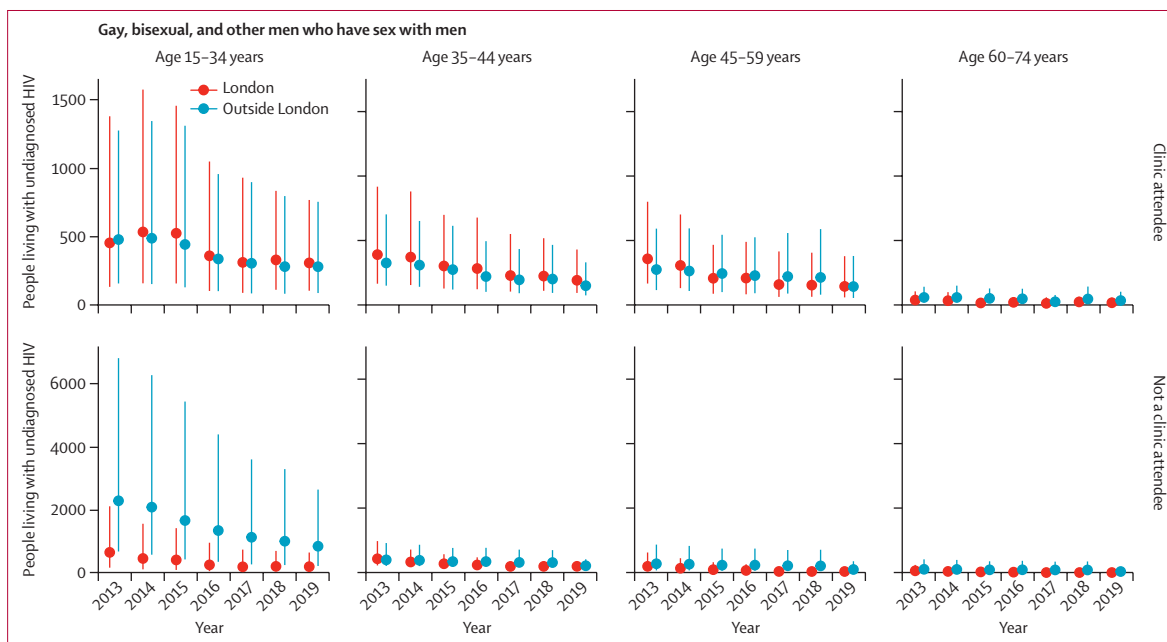 Gay, bisexual, and other men who have sex with men
Age 15–34 years
Age 35–44 years
Age 45–59 years
Age 60–74 years
London
Outside London
People living with undiagnosed HIV
1500
1000
500
0
Clinic attendee
People living with undiagnosed HIV
6000
4000
2000
0
Not a clinic attendee
2013 2014 2015 2016 2017 2018 2019
2013 2014 2015 2016 2017 2018 2019
2013 2014 2015 2016 2017 2018 2019
2013 2014 2015 2016 2017 2018 2019
Year
Year
Year
Year